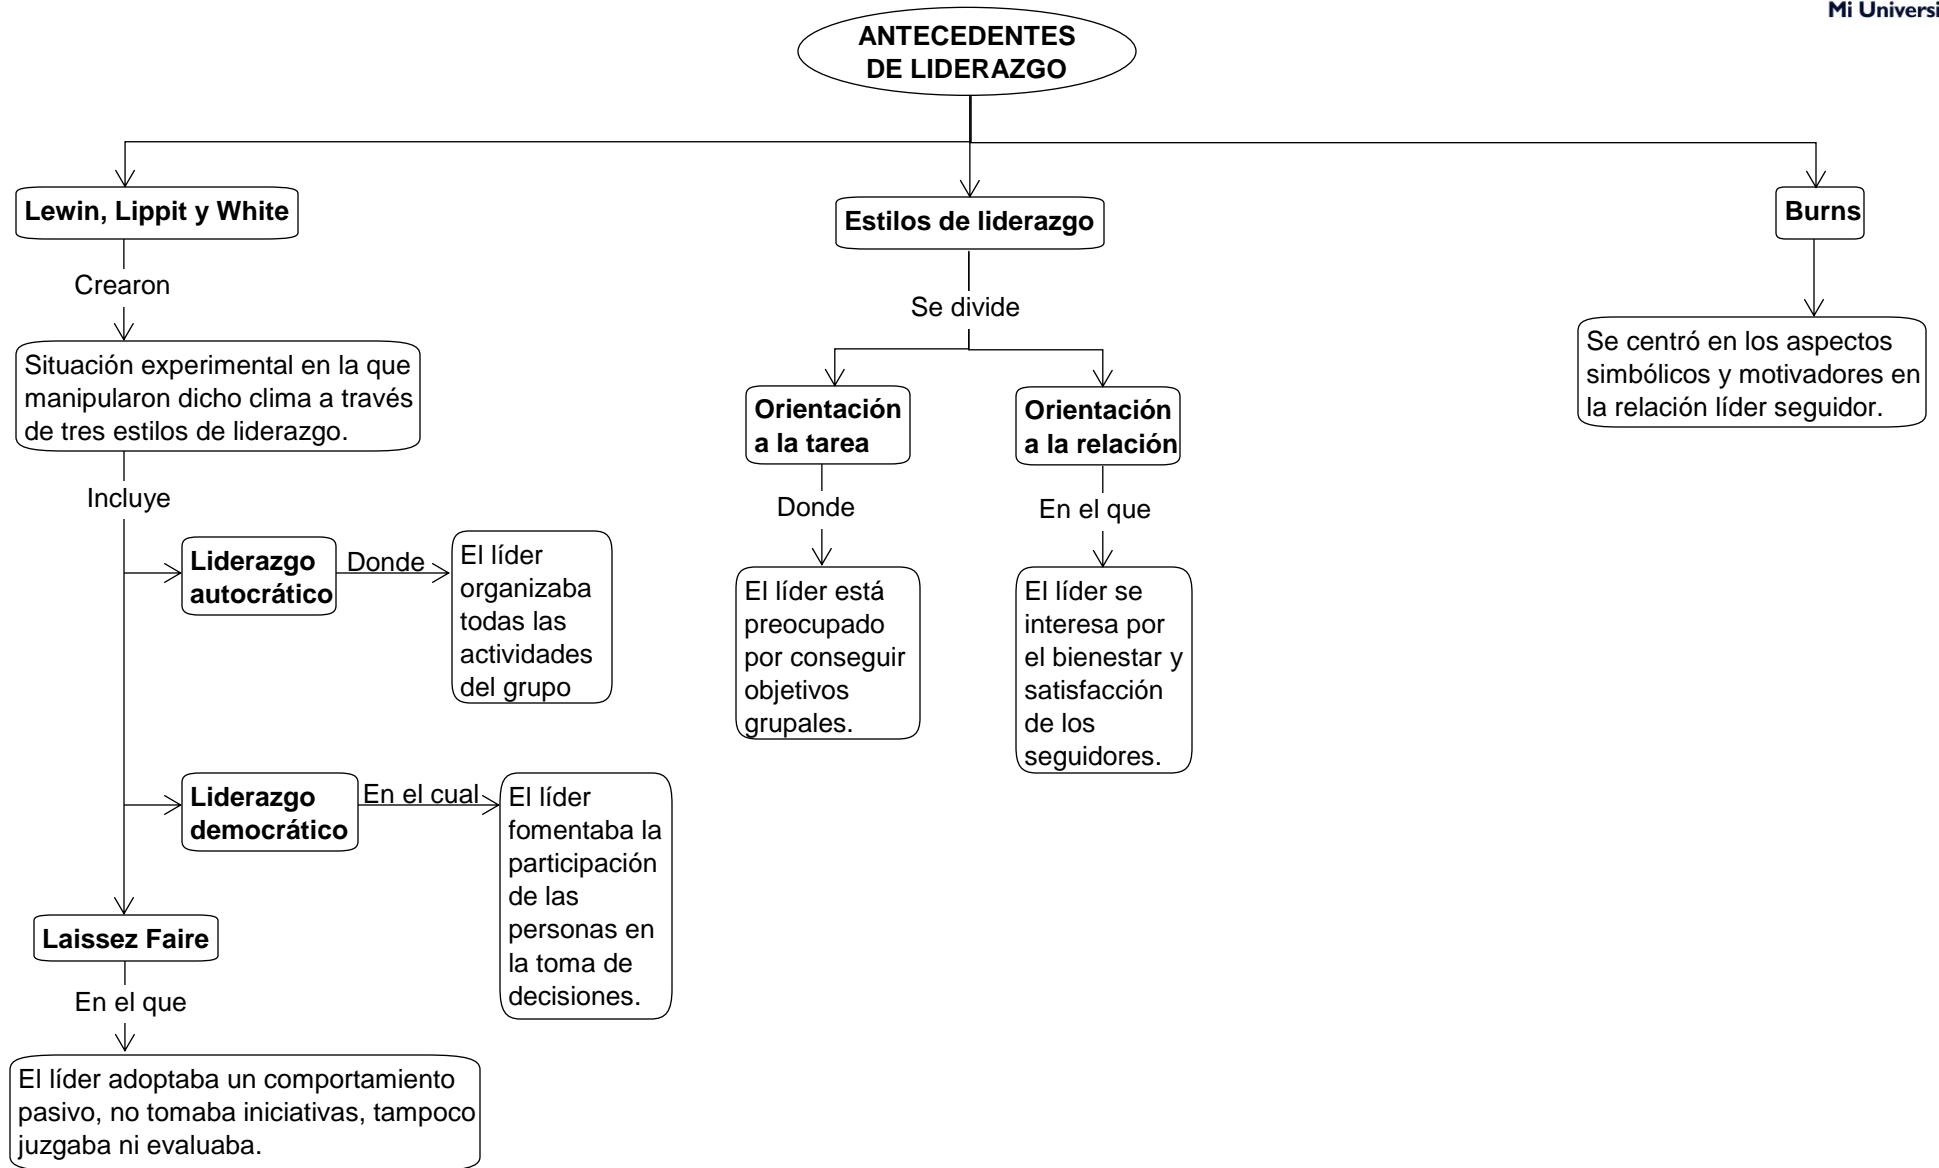 Mi Universi
ANTECEDENTES
DE LIDERAZGO
Lewin, Lippit y White
Crearon
Situación experimental en la que
manipularon dicho clima a través
de tres estilos de liderazgo.
Incluye
Liderazgo
autocrático
Donde
El líder
organizaba
todas las
actividades
del grupo
Liderazgo
democrático
En el cual
El líder
fomentaba la
participación
de las
personas en
la toma de
decisiones.
Laissez Faire
En el que
El líder adoptaba un comportamiento
pasivo, no tomaba iniciativas, tampoco
juzgaba ni evaluaba.
Estilos de liderazgo
Se divide
Orientación
a la tarea
Donde
El líder está
preocupado
por conseguir
objetivos
grupales.
Orientación
a la relación
En el que
El líder se
interesa por
el bienestar y
satisfacción
de los
seguidores.
Burns
Se centró en los aspectos
simbólicos y motivadores en
la relación líder seguidor.